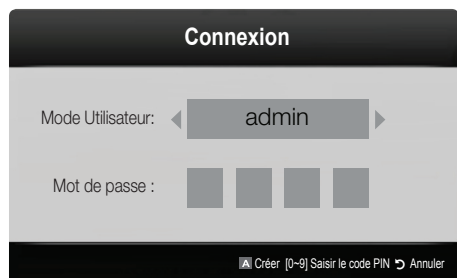 Connexion
Mode Utilisateur: admin
Mot de passe :
A Créer [0~9] Saisir le code PIN Annuler